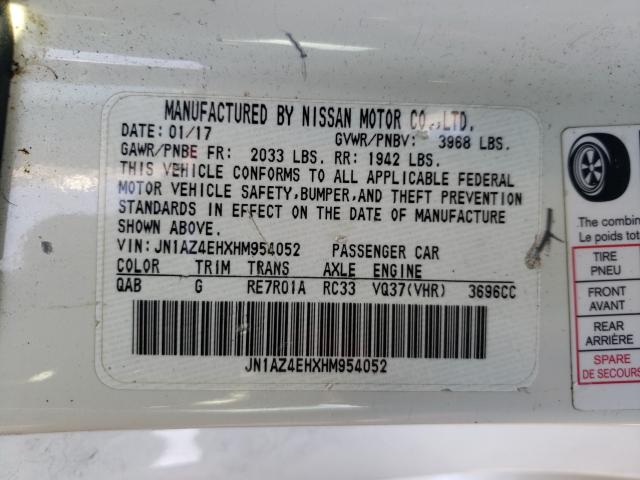 MANUFACTURED BY NISSAN MOTOR CO.,LTD.
DATE: 01/17 GVWR/PNBV: 3968 LBS.
GAWR/PNBE FR: 2033 LBS. RR: 1942 LBS.
THIS VEHICLE CONFORMS TO ALL APPLICABLE FEDERAL
MOTOR VEHICLE SAFETY,BUMPER,AND THEFT PREVENTION
STANDARDS IN EFFECT ON THE DATE OF MANUFACTURE
SHOWN ABOVE.
VIN: JN1AZ4EHXHM954052 PASSENGER CAR
COLOR TRIM TRANS AXLE ENGINE
QAB G RE7R01A RC33 VQ37(VHR) 3696CC
JN1AZ4EHXHM954052
The combin
Le poids tot
TIRE
PNEU
FRONT
AVANT
REAR
ARRIÈRE
SPARE
DE SECOURS